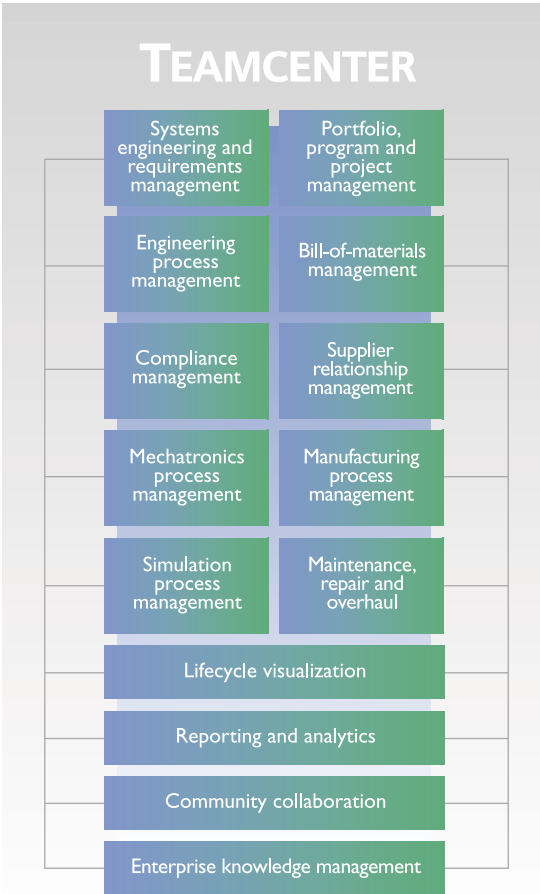 TEAMCENTER
Systems
engineering and
requirements
management
Portfolio,
program and
project
management
Engineering
process
management
Bill-of-materials
management
Compliance
management
Supplier
relationship
management
Mechatronics
process
management
Manufacturing
process
management
Simulation
process
management
Maintenance,
repair and
overhaul
Lifecycle visualization
Reporting and analytics
Community collaboration
Enterprise knowledge management